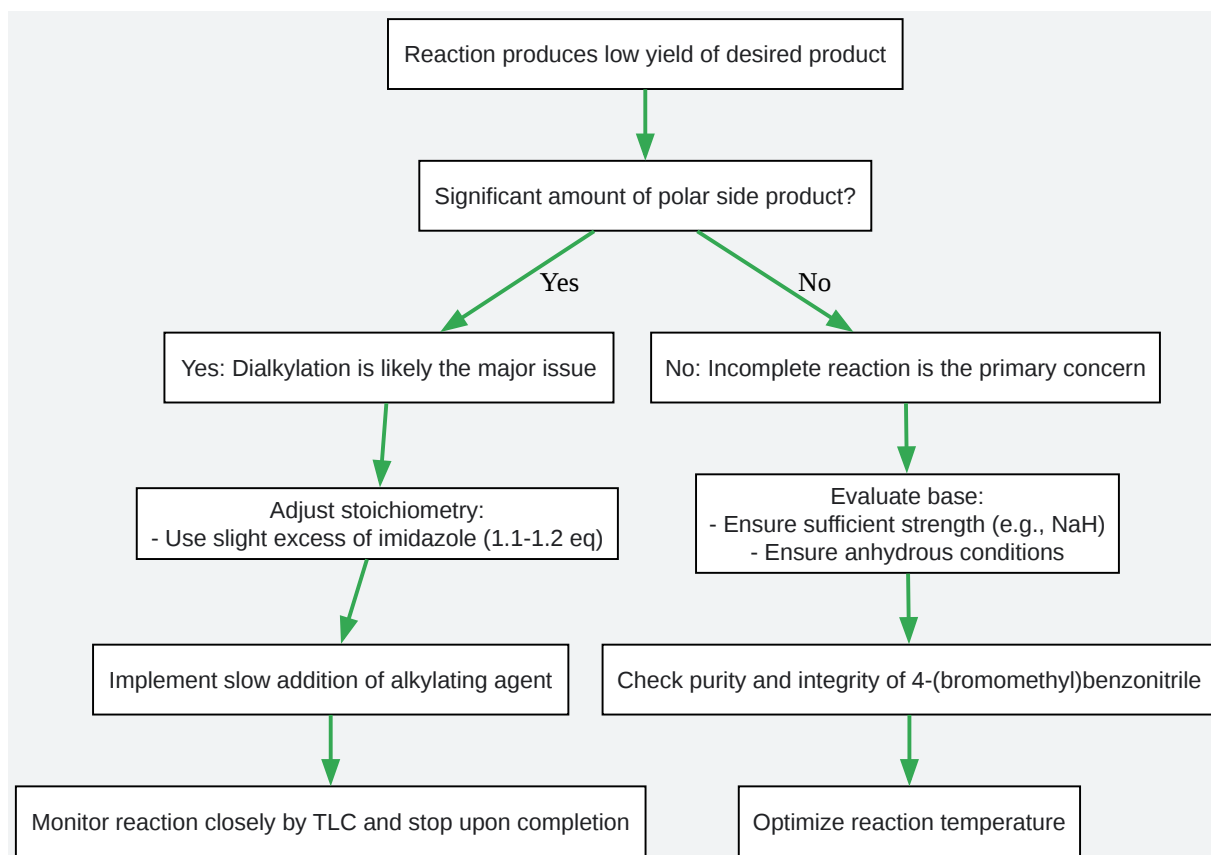 Reaction produces low yield of desired product
Significant amount of polar side product?
Yes
No
Yes: Dialkylation is likely the major issue
No: Incomplete reaction is the primary concern
Adjust stoichiometry:
- Use slight excess of imidazole (1.1-1.2 eq)
Evaluate base:
- Ensure sufficient strength (e.g., NaH)
- Ensure anhydrous conditions
Implement slow addition of alkylating agent
Check purity and integrity of 4-(bromomethyl)benzonitrile
Monitor reaction closely by TLC and stop upon completion
Optimize reaction temperature